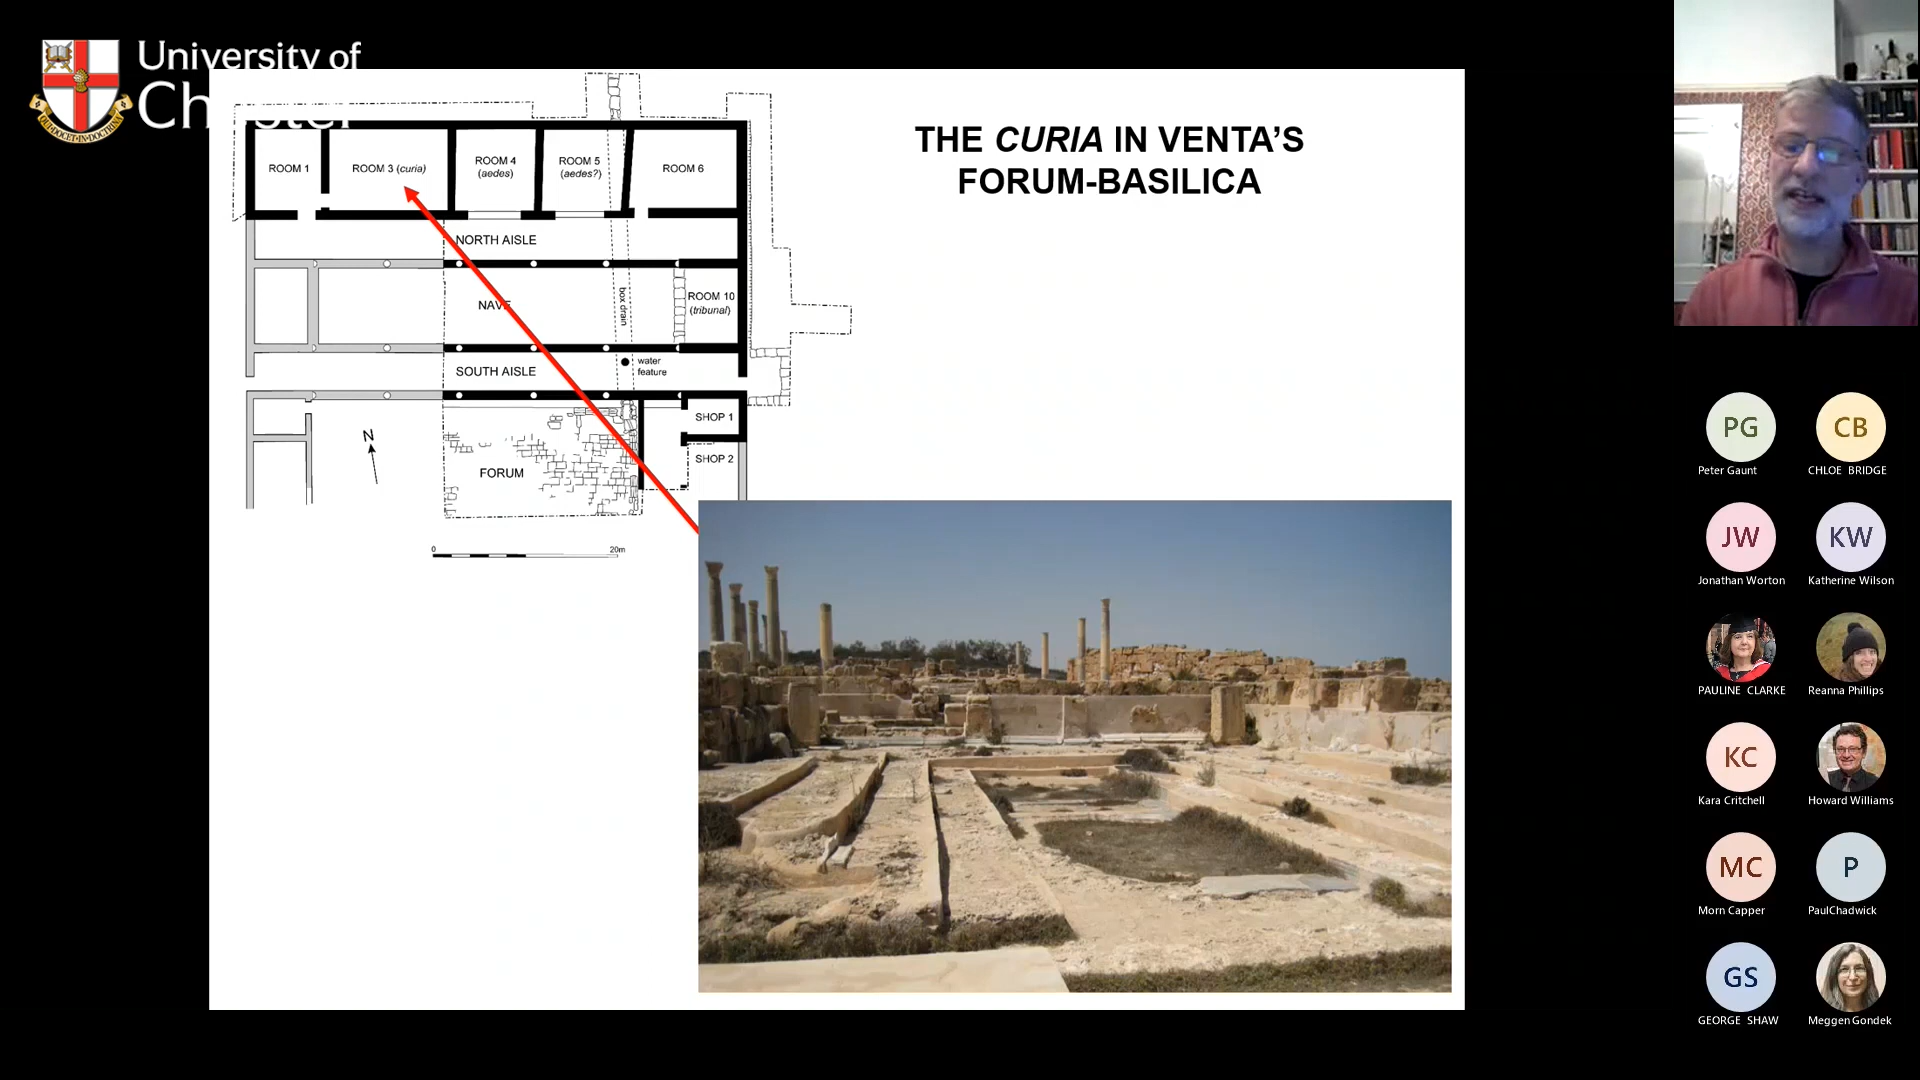 University of
Chester
THE CURIA IN VENTA'S
FORUM-BASILICA
ROOM 1
ROOM 3 (curia)
ROOM 4
(aedes)
ROOM 5
(aedes?)
ROOM 6
NORTH AISLE
NAVE
box drain
ROOM 10
(tribunal)
SOUTH AISLE
water
feature
SHOP 1
SHOP 2
N
FORUM
0
20m
PG
Peter Gaunt
CB
CHLOE BRIDGE
JW
Jonathan Worton
KW
Katherine Wilson
PAULINE CLARKE
Reanna Phillips
KC
Kara Critchell
Howard Williams
MC
Morn Capper
P
PaulChadwick
GS
GEORGE SHAW
Meggen Gondek